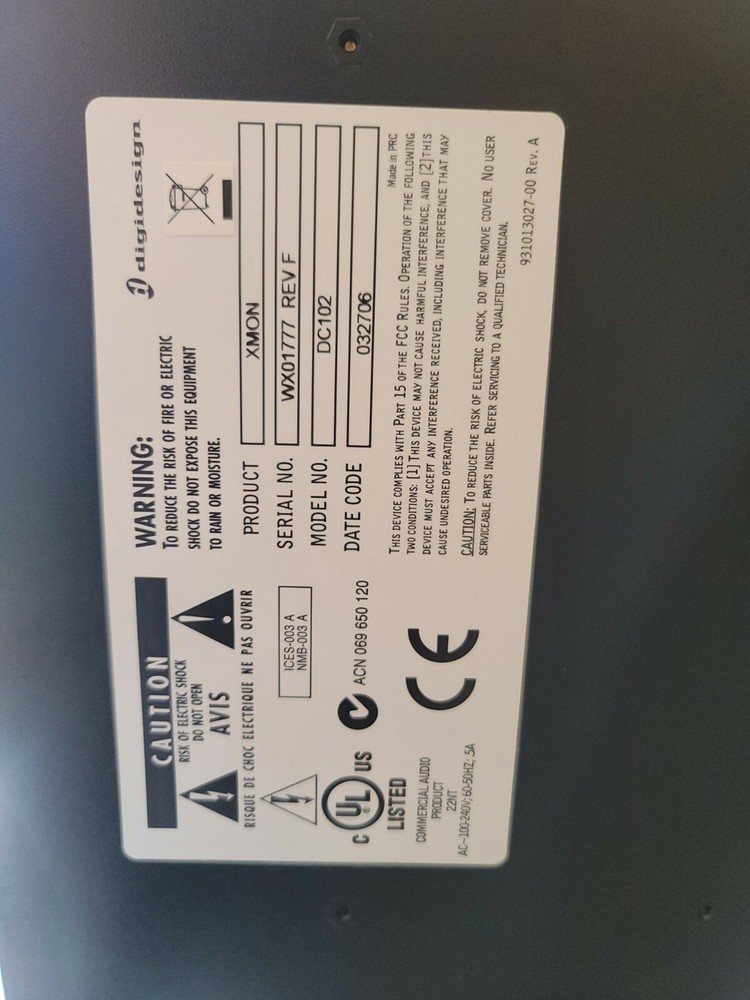 CAUTION
RISK OF ELECTRIC SHOCK
DO NOT OPEN
AVIS
RISQUE DE CHOC ELECTRIQUE NE PAS OUVRIR
ICES-003 A
NMB-003 A
ACN 069 650 120
C UL US
LISTED
CE
COMMERCIAL AUDIO
PRODUCT
22NT
AC~100-240V; 60-50HZ; .5A
WARNING:
TO REDUCE THE RISK OF FIRE OR ELECTRIC
SHOCK DO NOT EXPOSE THIS EQUIPMENT
TO RAIN OR MOISTURE.
digidesign
PRODUCT XMON
SERIAL NO. WX01777 REV F
MODEL NO. DC102
DATE CODE 032706
Made in PRC
THIS DEVICE COMPLIES WITH PART 15 OF THE FCC RULES. OPERATION OF THE FOLLOWING
TWO CONDITIONS: [1] THIS DEVICE MAY NOT CAUSE HARMFUL INTERFERENCE, AND [2]THIS
DEVICE MUST ACCEPT ANY INTERFERENCE RECEIVED, INCLUDING INTERFERENCE THAT MAY
CAUSE UNDESIRED OPERATION.
CAUTION: TO REDUCE THE RISK OF ELECTRIC SHOCK, DO NOT REMOVE COVER. NO USER
SERVICEABLE PARTS INSIDE. REFER SERVICING TO A QUALIFIED TECHNICIAN.
931013027-00 REV. A